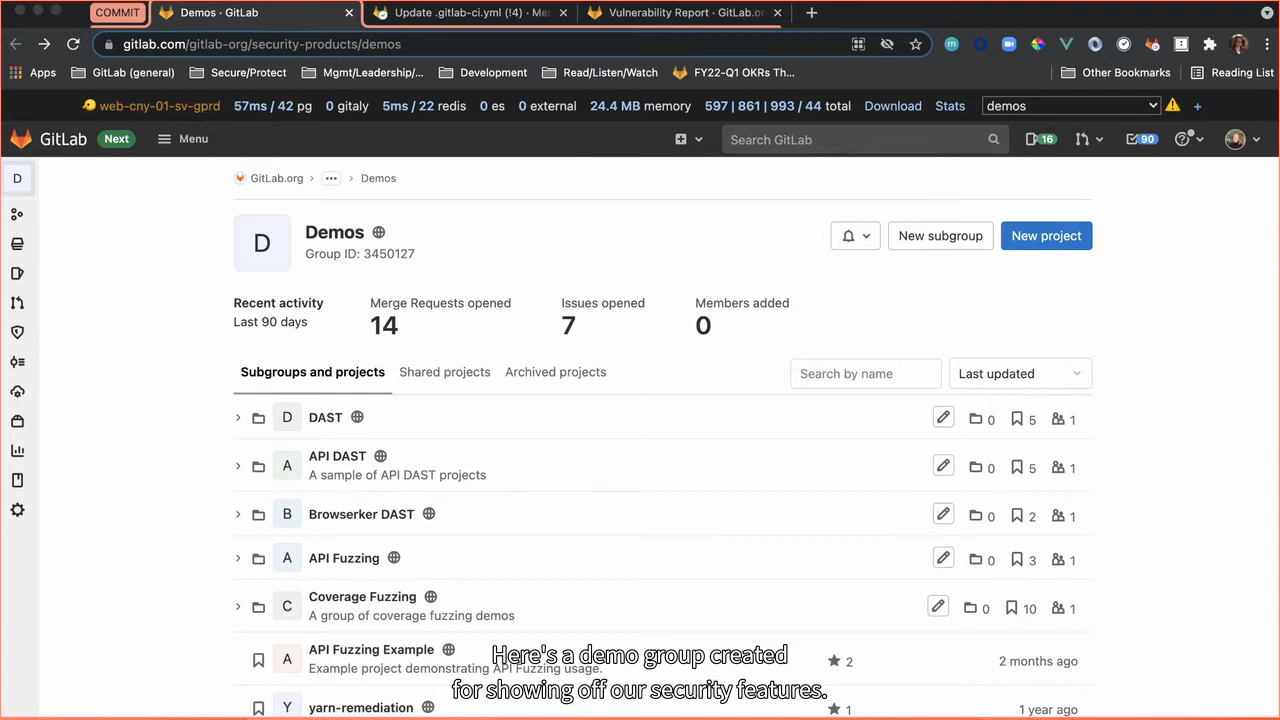 COMMIT
Demos · GitLab
Update .gitlab-ci.yml (!4) · Me
Vulnerability Report · GitLab.o
gitlab.com/gitlab-org/security-products/demos
Apps
GitLab (general)
Secure/Protect
Mgmt/Leadership/...
Development
Read/Listen/Watch
FY22-Q1 OKRs Th...
Other Bookmarks
Reading List
web-cny-01-sv-gprd 57ms / 42 pg 0 gitaly 5ms / 22 redis 0 es 0 external 24.4 MB memory 597 | 861 | 993 / 44 total Download Stats demos +
GitLab Next Menu Search GitLab 16 90
D
GitLab.org > ... > Demos
D
Demos
Group ID: 3450127
New subgroup
New project
Recent activity
Last 90 days
Merge Requests opened
14
Issues opened
7
Members added
0
Subgroups and projects
Shared projects
Archived projects
Search by name
Last updated
D DAST 0 5 1
A API DAST 0 5 1
A sample of API DAST projects
B Browserker DAST 0 2 1
A API Fuzzing 0 3 1
C Coverage Fuzzing 0 10 1
A group of coverage fuzzing demos
A API Fuzzing Example 2 2 months ago
Example project demonstrating API Fuzzing usage.
Y yarn-remediation 1 1 year ago
Here's a demo group created
for showing off our security features.